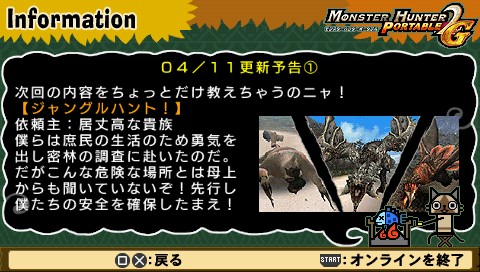 Information
MONSTER HUNTER
PORTABLE 2nd G
04/11更新予告①
次回の内容をちょっとだけ教えちゃうのニャ！
【ジャングルハント！】
依頼主：居丈高な貴族
僕らは庶民の生活のため勇気を
出し密林の調査に赴いたのだ。
だがこんな危険な場所とは母上
からも聞いていないぞ！先行し
僕たちの安全を確保したまえ！
○×:戻る
START:オンラインを終了